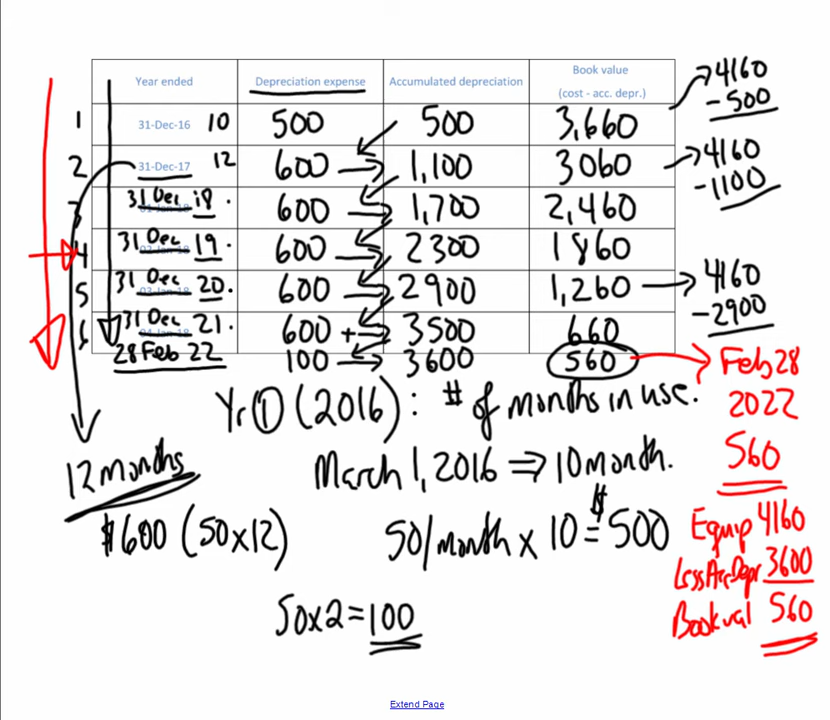 Year ended Depreciation expense Accumulated depreciation Book value (cost - acc. depr.)
1 31-Dec-16 10 500 500 3,660
4160
- 500
2 31-Dec-17 12 600 1,100 3060
4160
- 1100
3 31 Dec 18 600 1,700 2,460
4 31 Dec 19 600 2300 1860
5 31 Dec 20 600 2900 1,260
4160
- 2900
6 31 Dec 21 600 + 3500 660
28 Feb 22 100 3600 560
Feb 28
2022
560
Yr 1 (2016): # of months in use.
March 1, 2016 ⇒ 10 month.
12 months
$600 (50x12)
50/month x 10 = $500
50x2=100
Equip 4160
Less Acc Depr 3600
Book val 560
Extend Page